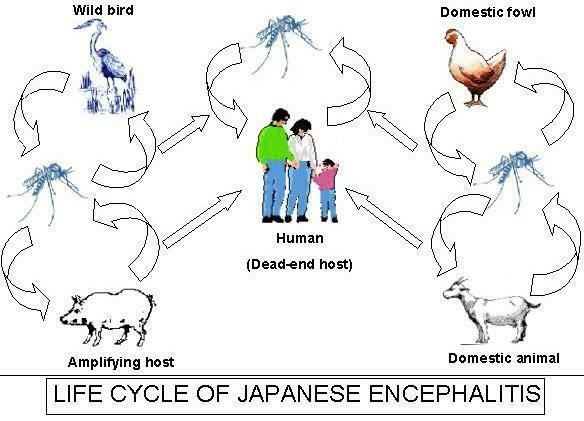 Wild bird
Domestic fowl
Human
(Dead-end host)
Amplifying host
Domestic animal
LIFE CYCLE OF JAPANESE ENCEPHALITIS